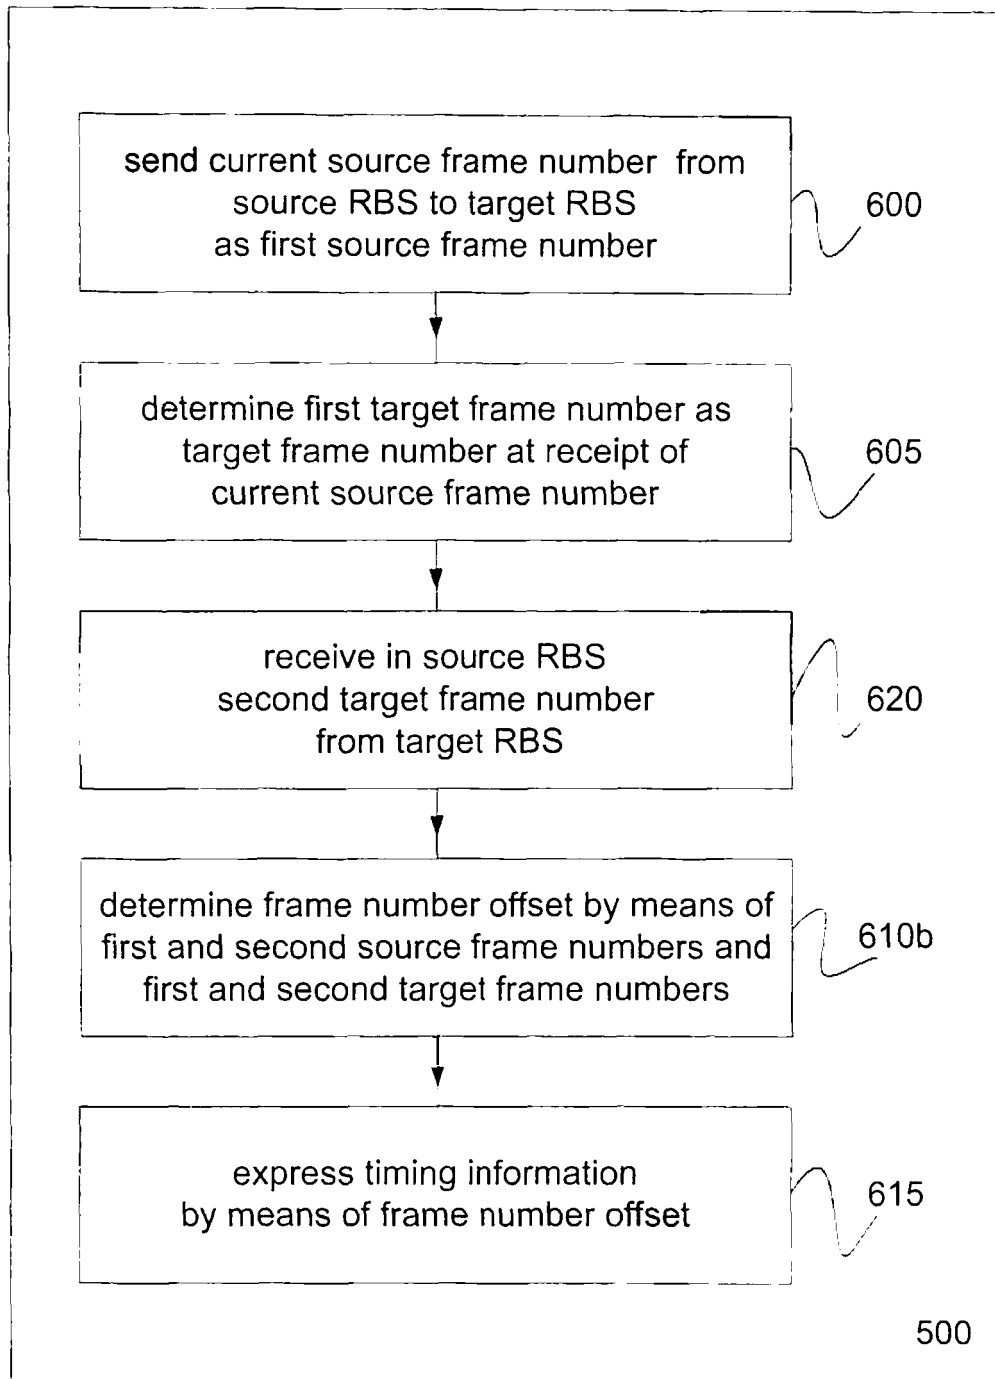 send current source frame number from
source RBS to target RBS
as first source frame number
600
determine first target frame number as
target frame number at receipt of
current source frame number
605
receive in source RBS
second target frame number
from target RBS
620
determine frame number offset by means of
first and second source frame numbers and
first and second target frame numbers
610b
express timing information
by means of frame number offset
615
500